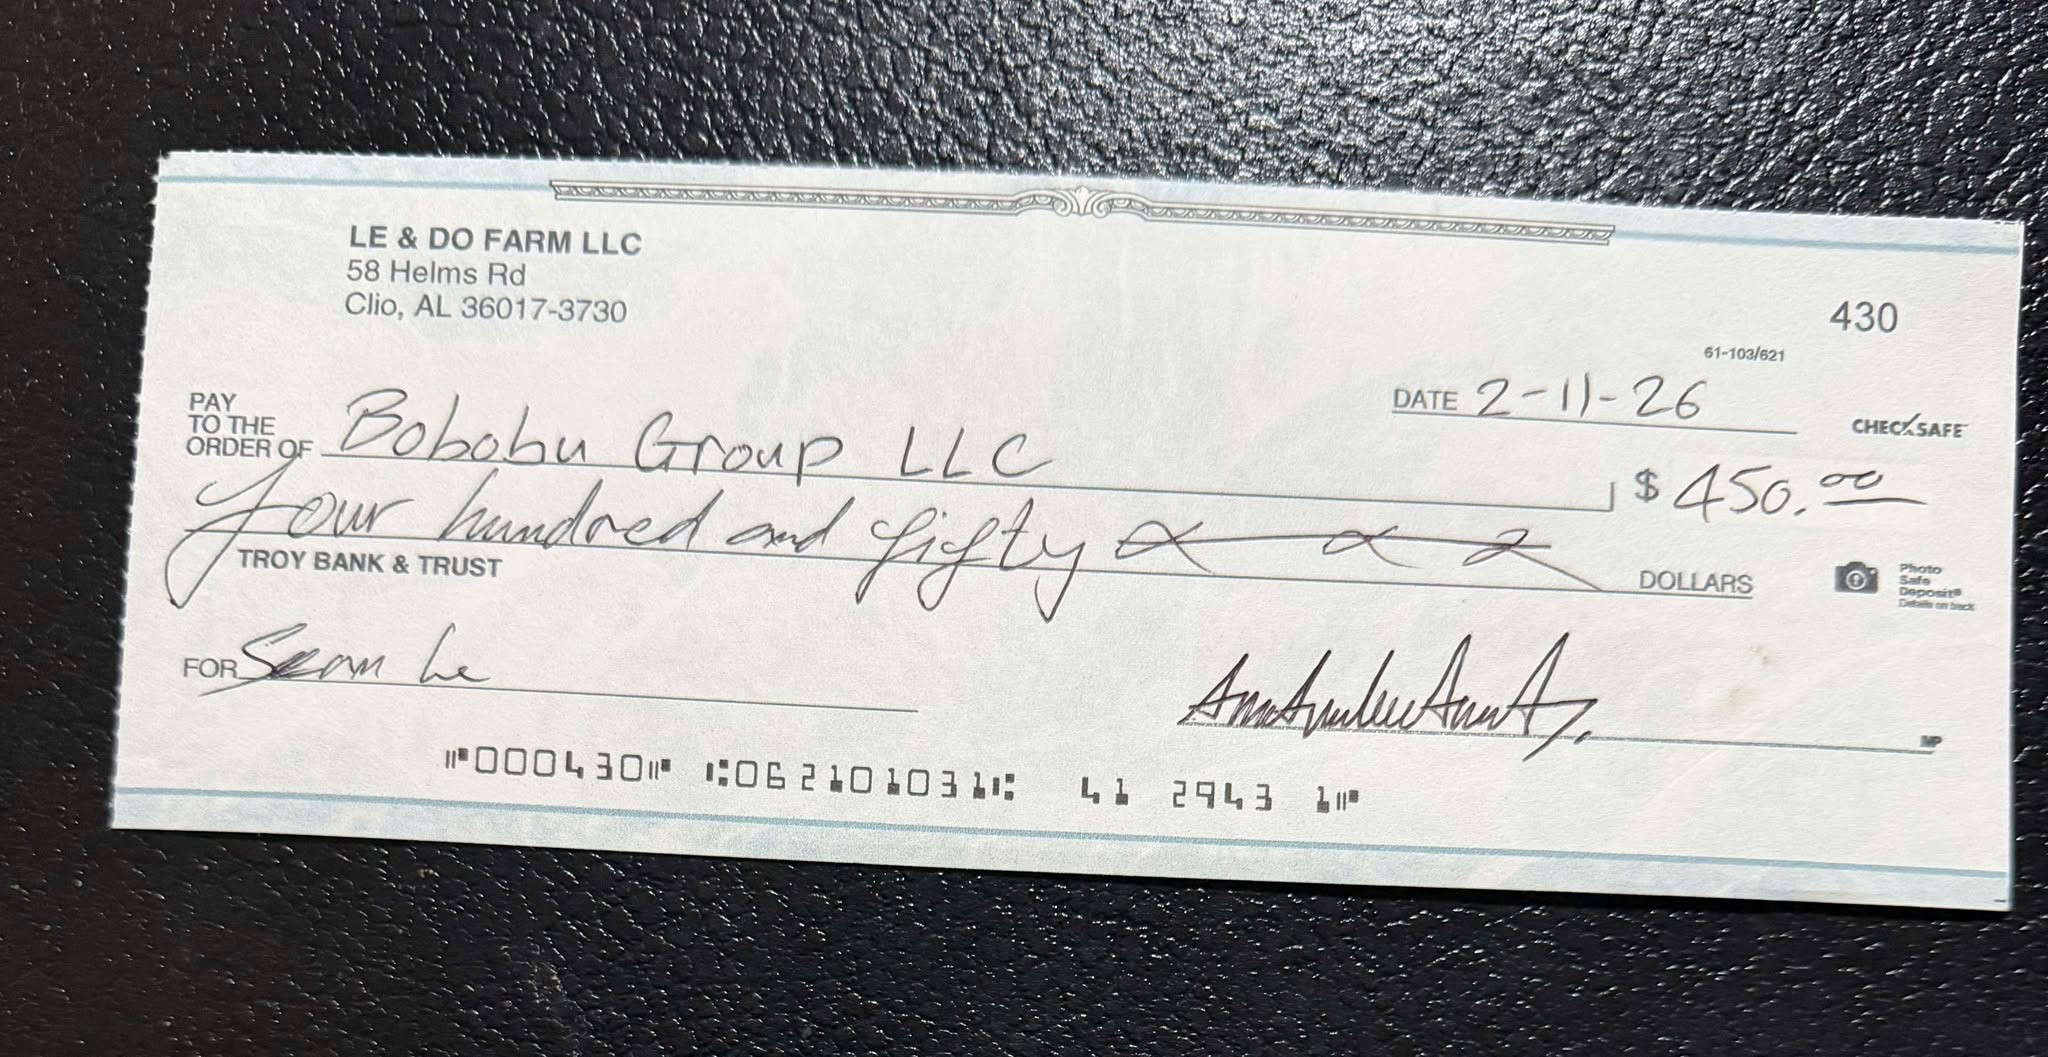 LE & DO FARM LLC
58 Helms Rd
Clio, AL 36017-3730
430
61-103/621
DATE 2-11-26
CHECKSAFE
PAY
TO THE
ORDER OF Bobobu Group LLC $ 450.00
Four hundred and fifty DOLLARS
TROY BANK & TRUST
Photo
Safe
Deposit®
Details on back
FOR Sean Le
MP
⑈000430⑈ ⑆062101031⑆ 41 2943 1⑈